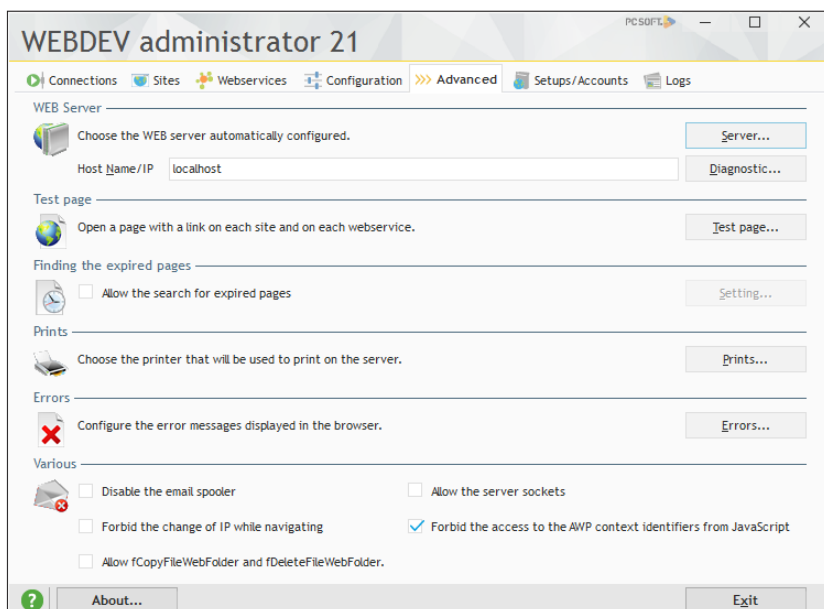 PC SOFT
WEBDEV administrator 21
Connections Sites Webservices Configuration Advanced Setups/Accounts Logs
WEB Server
Choose the WEB server automatically configured. Server...
Host Name/IP localhost Diagnostic...
Test page
Open a page with a link on each site and on each webservice. Test page...
Finding the expired pages
Allow the search for expired pages Setting...
Prints
Choose the printer that will be used to print on the server. Prints...
Errors
Configure the error messages displayed in the browser. Errors...
Various
Disable the email spooler Allow the server sockets
Forbid the change of IP while navigating Forbid the access to the AWP context identifiers from JavaScript
Allow fCopyFileWebFolder and fDeleteFileWebFolder.
? About... Exit